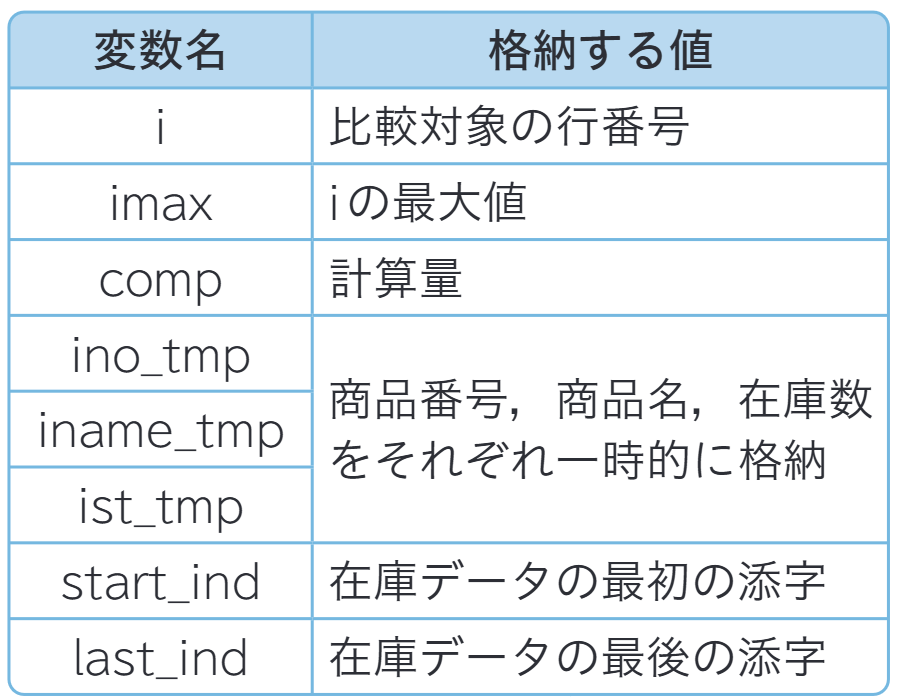 変数名 格納する値
i 比較対象の行番号
imax iの最大値
comp 計算量
ino_tmp
iname_tmp
ist_tmp
商品番号，商品名，在庫数
をそれぞれ一時的に格納
start_ind 在庫データの最初の添字
last_ind 在庫データの最後の添字